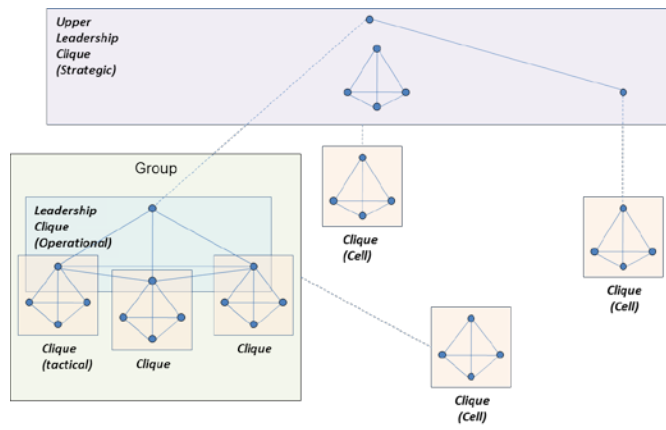 Upper
Leadership
Clique
(Strategic)
Group
Leadership
Clique
(Operational)
Clique
(Cell)
Clique
(Cell)
Clique
(tactical)
Clique
Clique
Clique
(Cell)